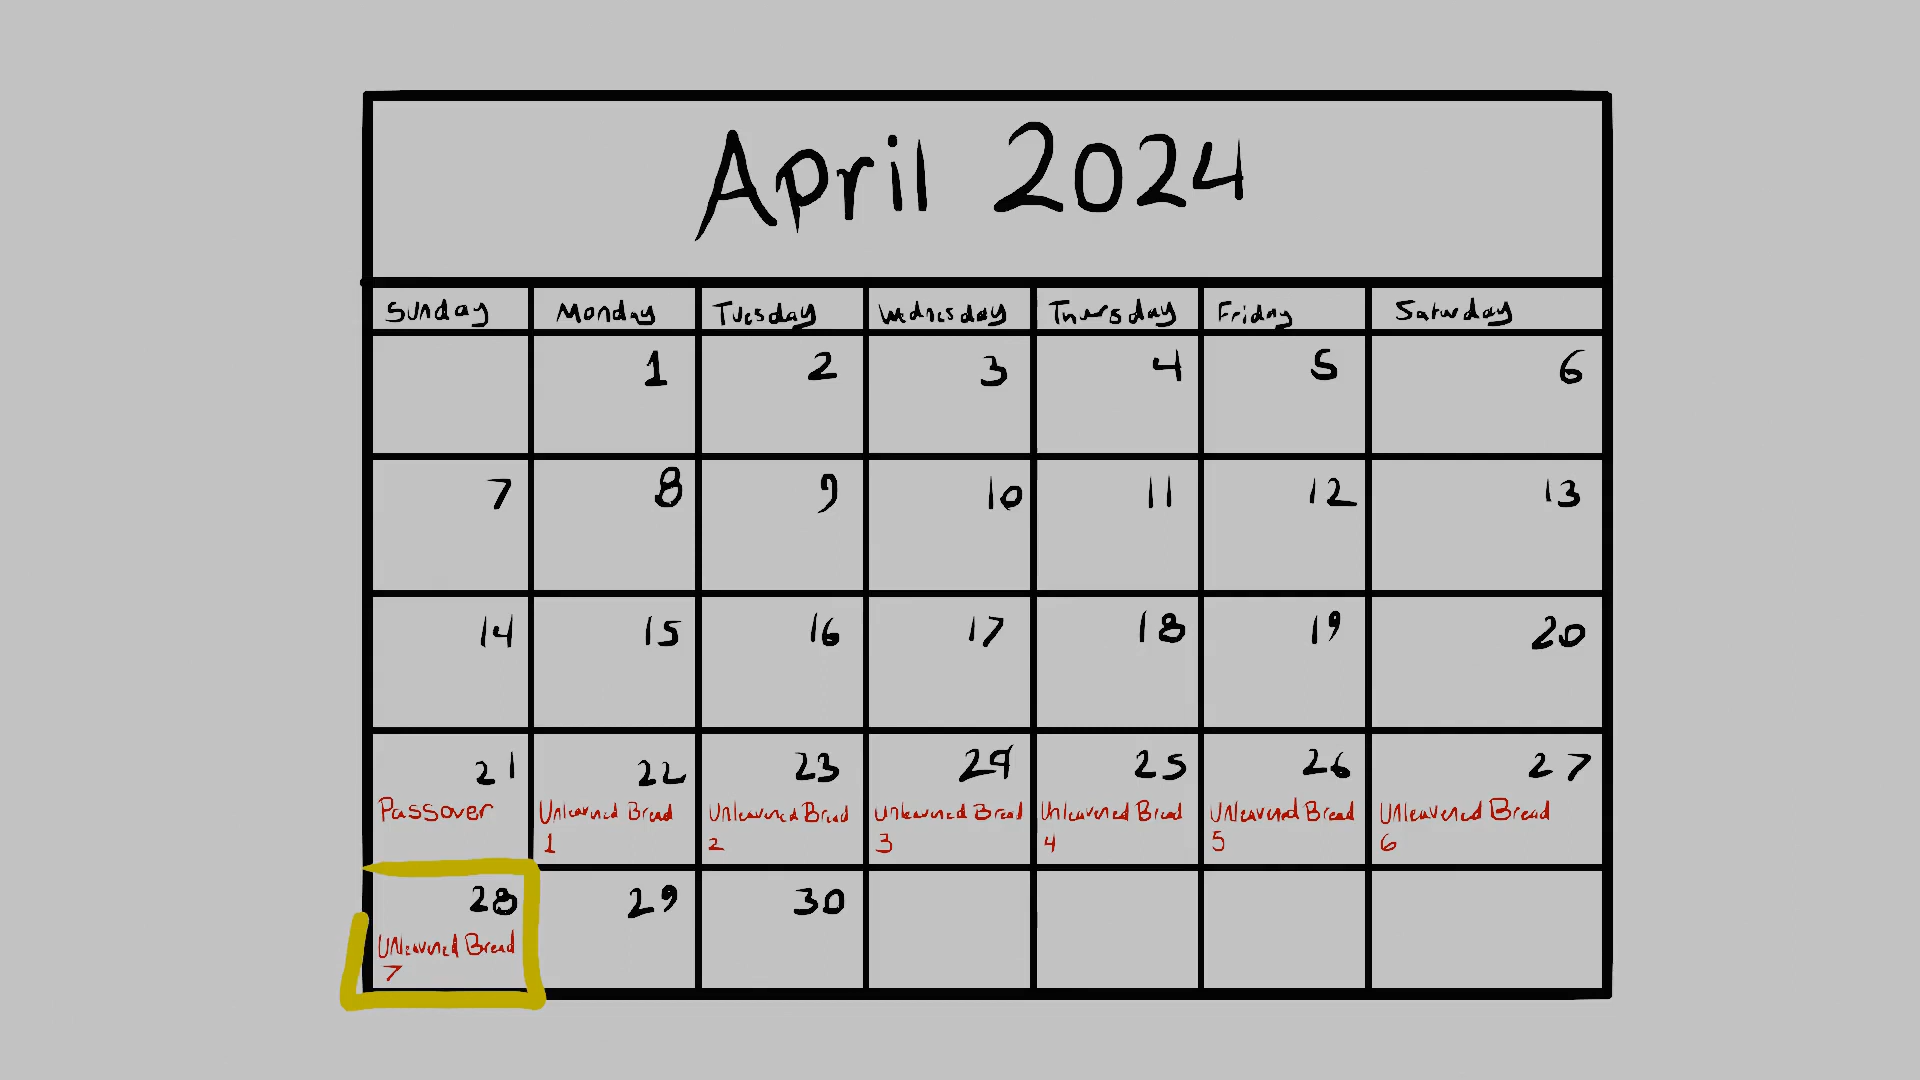 April 2024
Sunday Monday Tuesday Wednesday Thursday Friday Saturday
1 2 3 4 5 6
7 8 9 10 11 12 13
14 15 16 17 18 19 20
21 22 23 24 25 26 27
Passover Unleavened Bread Unleavened Bread Unleavened Bread Unleavened Bread Unleavened Bread Unleavened Bread
1 2 3 4 5 6
28 29 30
Unleavened Bread
7